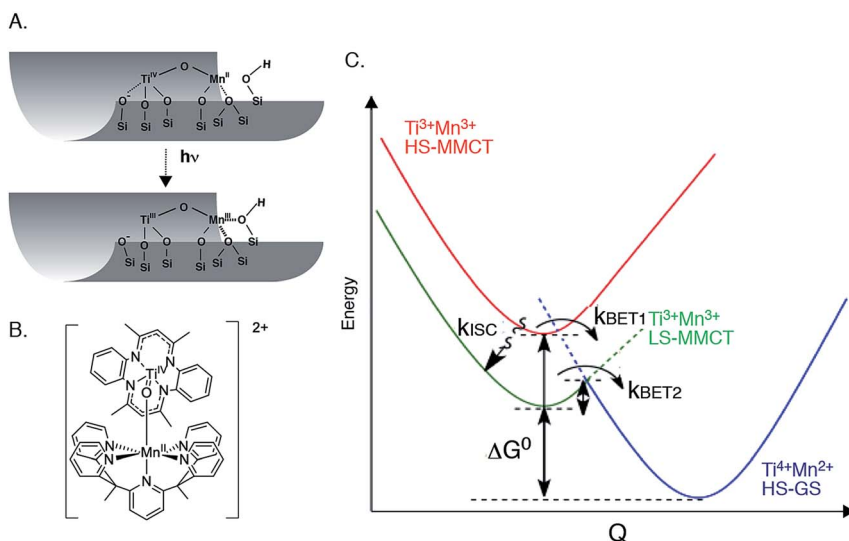 A.
H
O
O
Ti^IV
Mn^II
O⁻
O
O
O
O
Si
Si
Si
Si
Si
Si
Si
hν
H
O
O
Ti^III
Mn^III
O⁻
O
O
O
O
Si
Si
Si
Si
Si
Si
Si
B.
2+
N
N
Ti^IV
N
N
O
N
N
Mn^II
N
N
N
C.
Energy
Ti³⁺Mn³⁺
HS-MMCT
kISC
kBET1
Ti³⁺Mn³⁺
LS-MMCT
kBET2
ΔG⁰
Ti⁴⁺Mn²⁺
HS-GS
Q